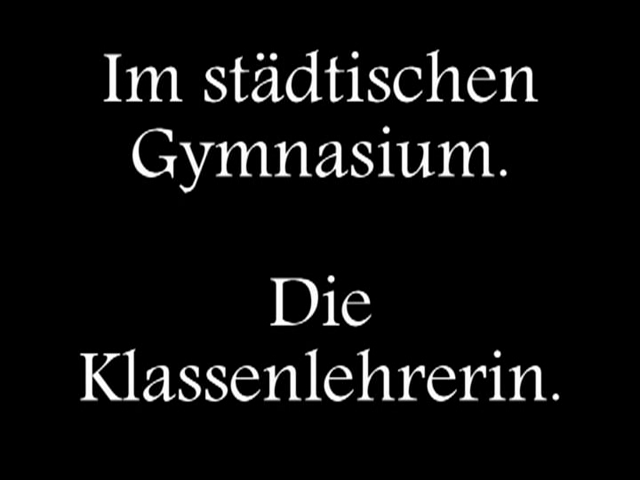 Im städtischen
Gymnasium.
Die
Klassenlehrerin.